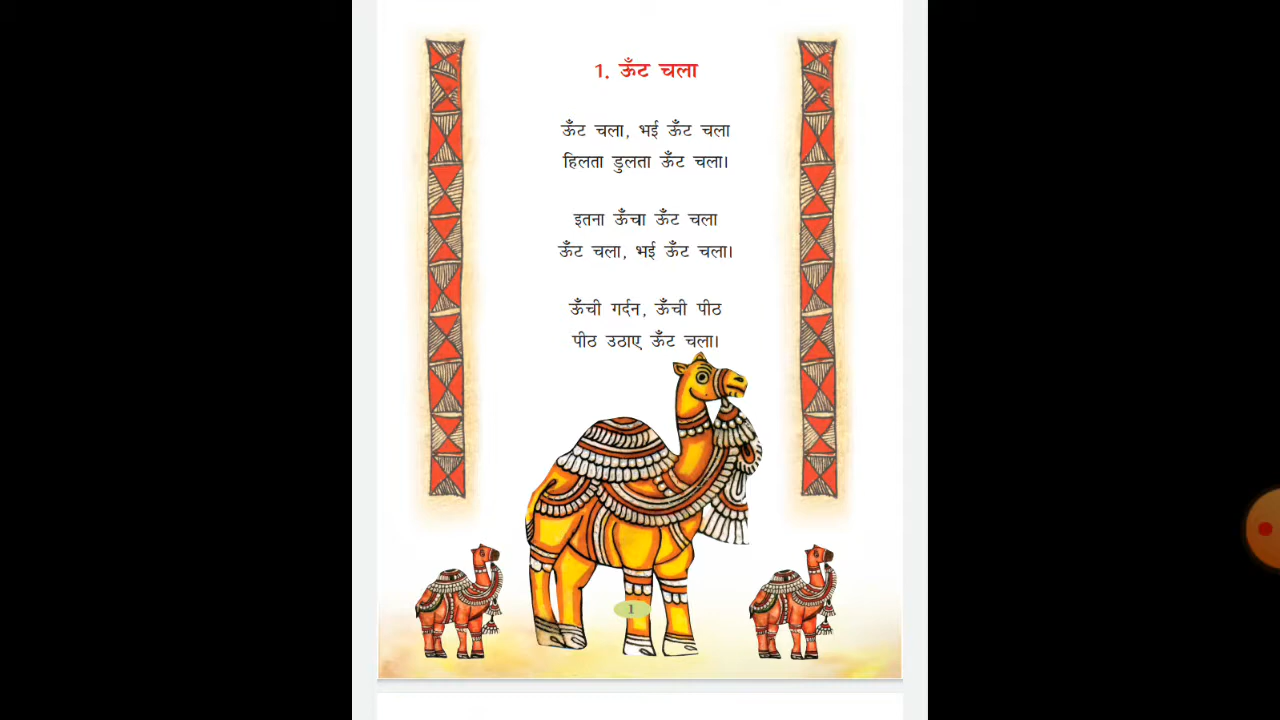 1. ऊँट चला
ऊँट चला, भई ऊँट चला
हिलता डुलता ऊँट चला।
इतना ऊँचा ऊँट चला
ऊँट चला, भई ऊँट चला।
ऊँची गर्दन, ऊँची पीठ
पीठ उठाए ऊँट चला।
1